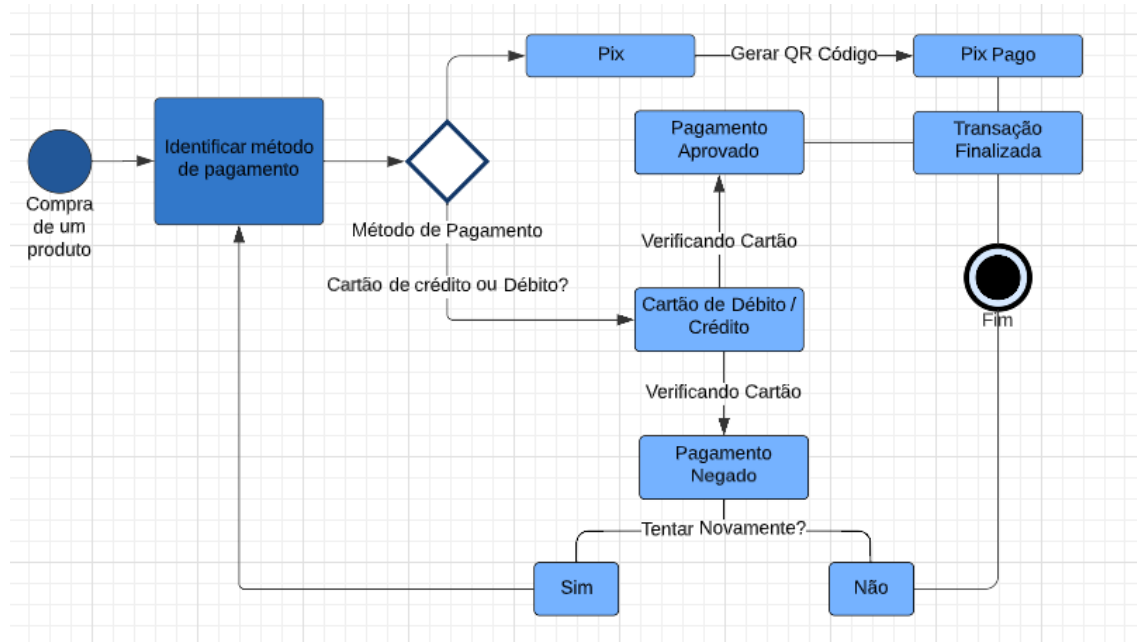 Pix
Gerar QR Código
Pix Pago
Compra
de um
produto
Identificar método
de pagamento
Pagamento
Aprovado
Transação
Finalizada
Método de Pagamento
Verificando Cartão
Cartão de crédito ou Débito?
Cartão de Débito /
Crédito
Fim
Verificando Cartão
Pagamento
Negado
Tentar Novamente?
Sim
Não